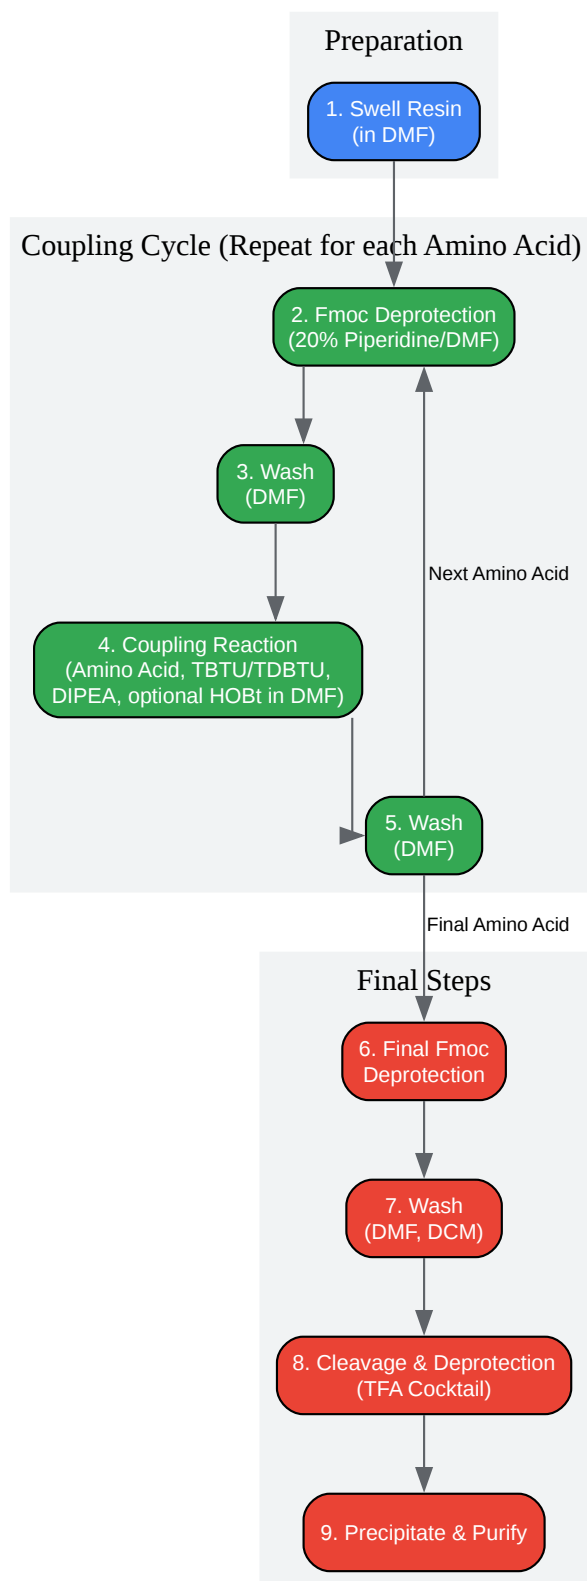 Preparation
1. Swell Resin
(in DMF)
Coupling Cycle (Repeat for each Amino Acid)
2. Fmoc Deprotection
(20% Piperidine/DMF)
3. Wash
(DMF)
Next Amino Acid
4. Coupling Reaction
(Amino Acid, TBTU/TDBTU,
DIPEA, optional HOBt in DMF)
5. Wash
(DMF)
Final Amino Acid
Final Steps
6. Final Fmoc
Deprotection
7. Wash
(DMF, DCM)
8. Cleavage & Deprotection
(TFA Cocktail)
9. Precipitate & Purify